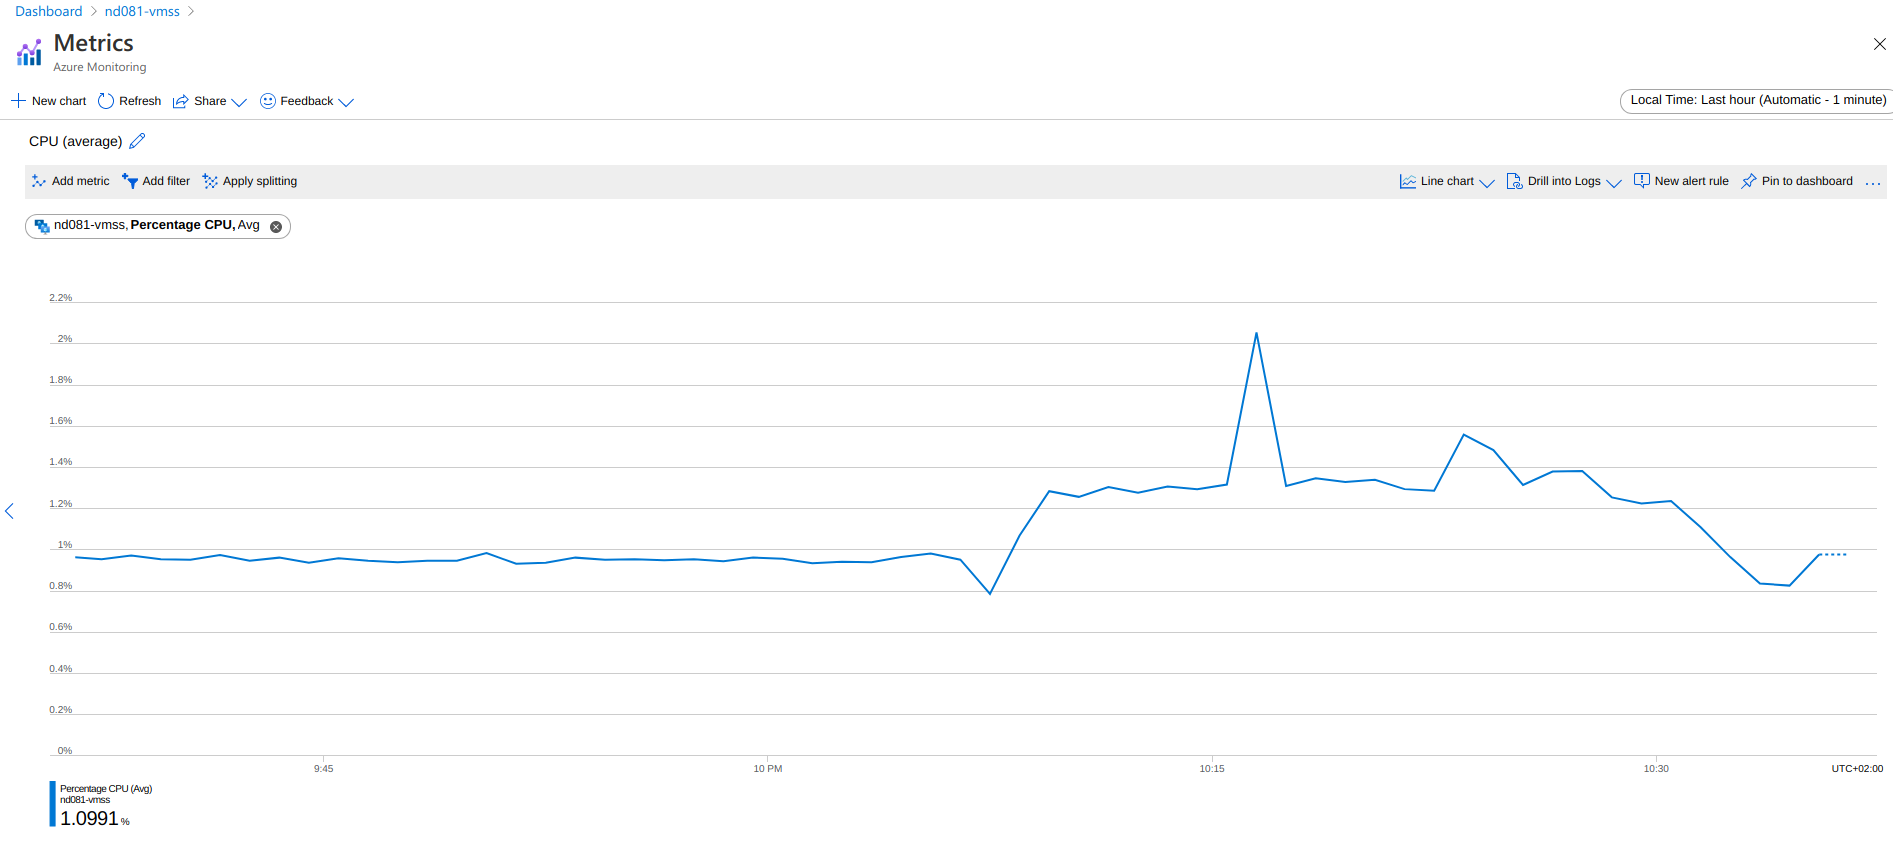 Dashboard > nd081-vmss >
Metrics
Azure Monitoring
New chart Refresh Share Feedback
Local Time: Last hour (Automatic - 1 minute)
CPU (average)
Add metric Add filter Apply splitting Line chart Drill into Logs New alert rule Pin to dashboard ...
nd081-vmss, Percentage CPU, Avg
2.2%
2%
1.8%
1.6%
1.4%
1.2%
1%
0.8%
0.6%
0.4%
0.2%
0%
9:45 10 PM 10:15 10:30 UTC+02:00
Percentage CPU (Avg)
nd081-vmss
1.0991 %